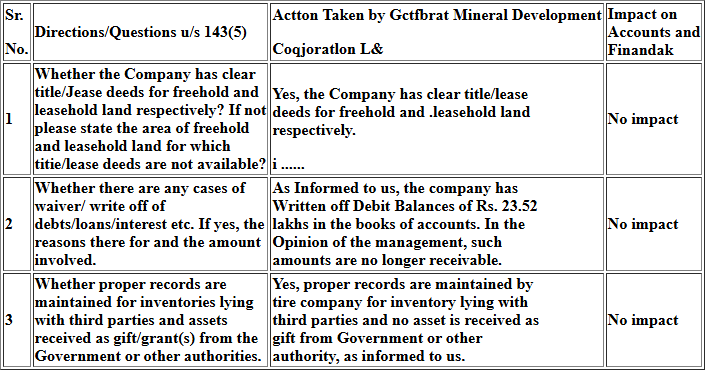 Sr.
No.
Directions/Questions u/s 143(5)
Actton Taken by Gctfbrat Mineral Development
Coqjoratlon L&
Impact on
Accounts and
Finandak
1
Whether the Company has clear
title/Jease deeds for freehold and
leasehold land respectively? If not
please state the area of freehold
and leasehold land for which
titie/lease deeds are not available?
Yes, the Company has clear title/lease
deeds for freehold and .leasehold land
respectively.
i ......
No impact
2
Whether there are any cases of
waiver/ write off of
debts/loans/interest etc. If yes, the
reasons there for and the amount
involved.
As Informed to us, the company has
Written off Debit Balances of Rs. 23.52
lakhs in the books of accounts. In the
Opinion of the management, such
amounts are no longer receivable.
No impact
3
Whether proper records are
maintained for inventories lying
with third parties and assets
received as gift/grant(s) from the
Government or other authorities.
Yes, proper records are maintained by
tire company for inventory lying with
third parties and no asset is received as
gift from Government or other
authority, as informed to us.
No impact